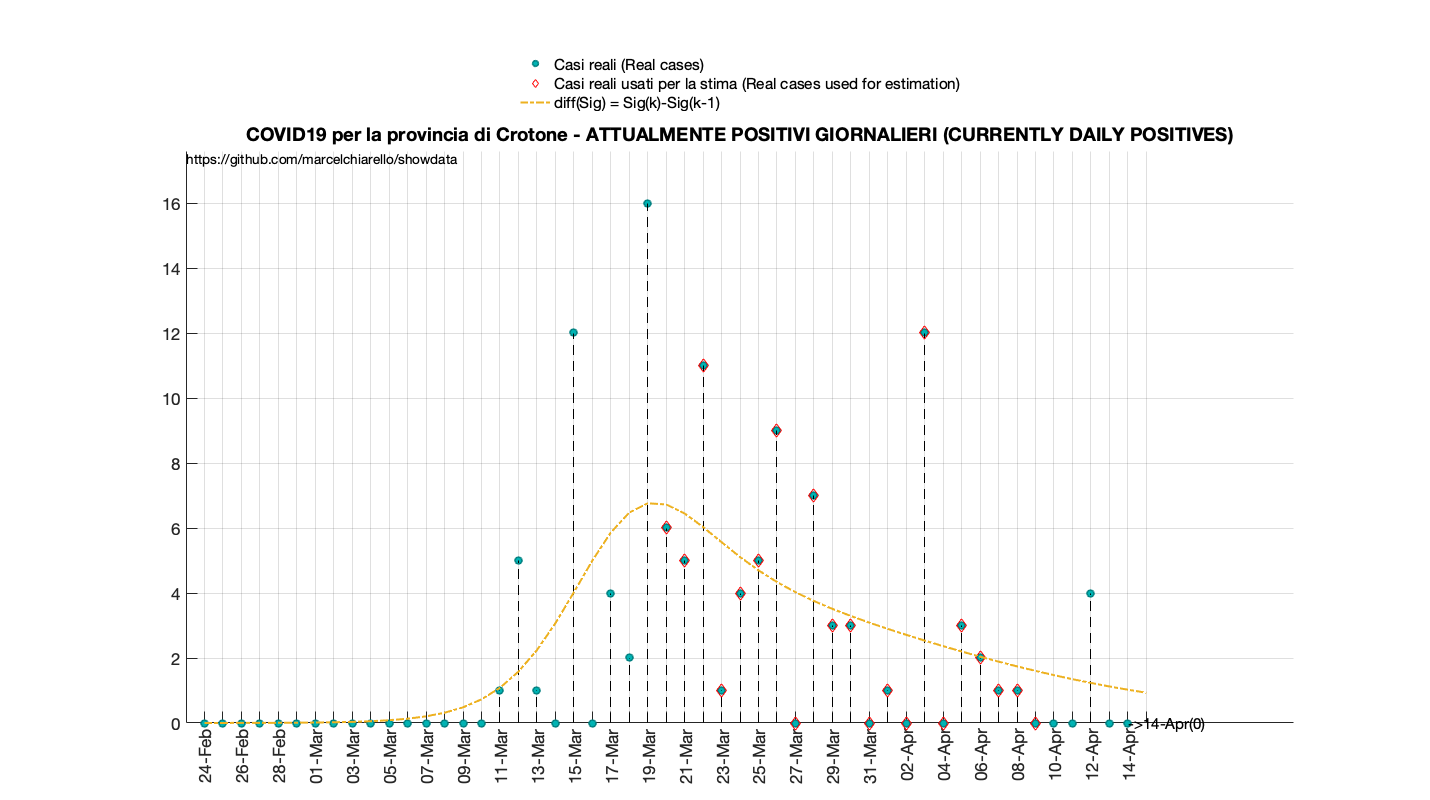 Casi reali (Real cases)
Casi reali usati per la stima (Real cases used for estimation)
diff(Sig) = Sig(k)-Sig(k-1)
COVID19 per la provincia di Crotone - ATTUALMENTE POSITIVI GIORNALIERI (CURRENTLY DAILY POSITIVES)
https://github.com/marcelchiarello/showdata
16
14
12
10
8
6
4
2
0
->14-Apr(0)
24-Feb
26-Feb
28-Feb
01-Mar
03-Mar
05-Mar
07-Mar
09-Mar
11-Mar
13-Mar
15-Mar
17-Mar
19-Mar
21-Mar
23-Mar
25-Mar
27-Mar
29-Mar
31-Mar
02-Apr
04-Apr
06-Apr
08-Apr
10-Apr
12-Apr
14-Apr